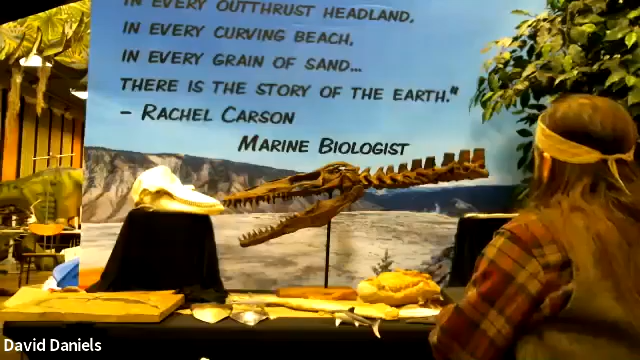 IN EVERY OUTTHRUST HEADLAND,
IN EVERY CURVING BEACH,
IN EVERY GRAIN OF SAND...
THERE IS THE STORY OF THE EARTH."
- RACHEL CARSON
MARINE BIOLOGIST
David Daniels